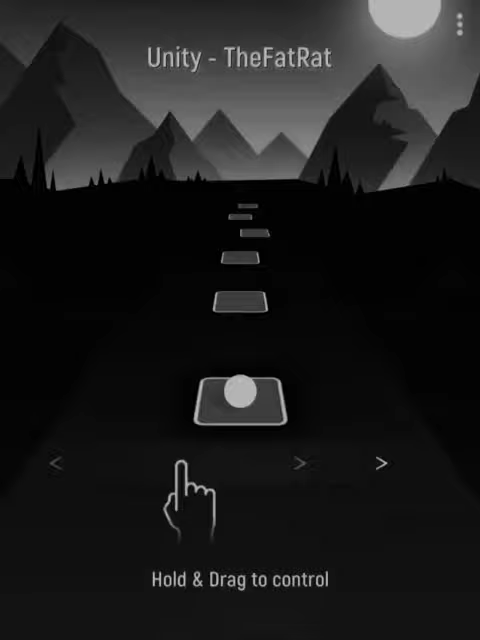 Unity - TheFatRat
< > >
Hold & Drag to control